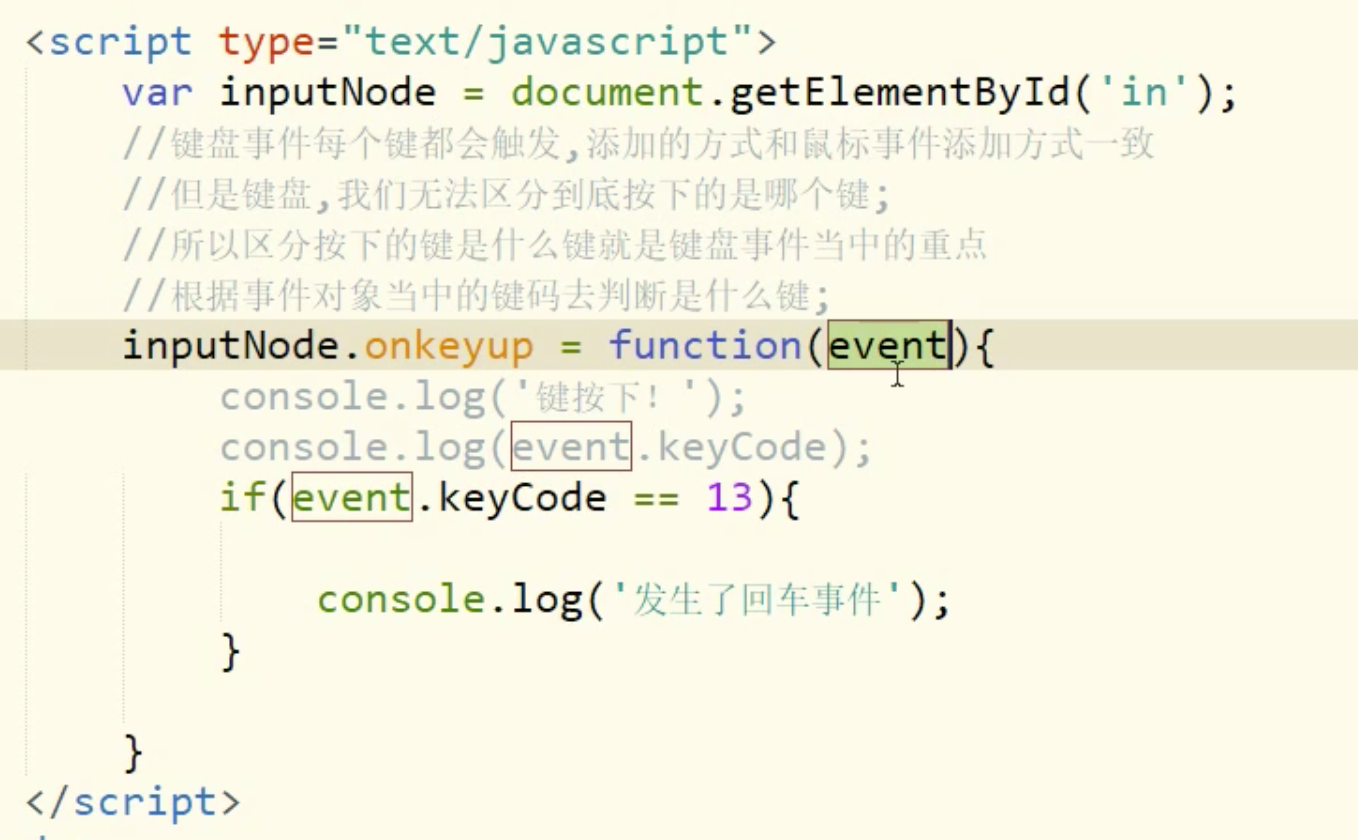 <script type="text/javascript">
var inputNode = document.getElementById('in');
//键盘事件每个键都会触发,添加的方式和鼠标事件添加方式一致
//但是键盘,我们无法区分到底按下的是哪个键;
//所以区分按下的键是什么键就是键盘事件当中的重点
//根据事件对象当中的键码去判断是什么键;
inputNode.onkeyup = function(event){
console.log('键按下！');
console.log(event.keyCode);
if(event.keyCode == 13){
console.log('发生了回车事件');
}
}
</script>